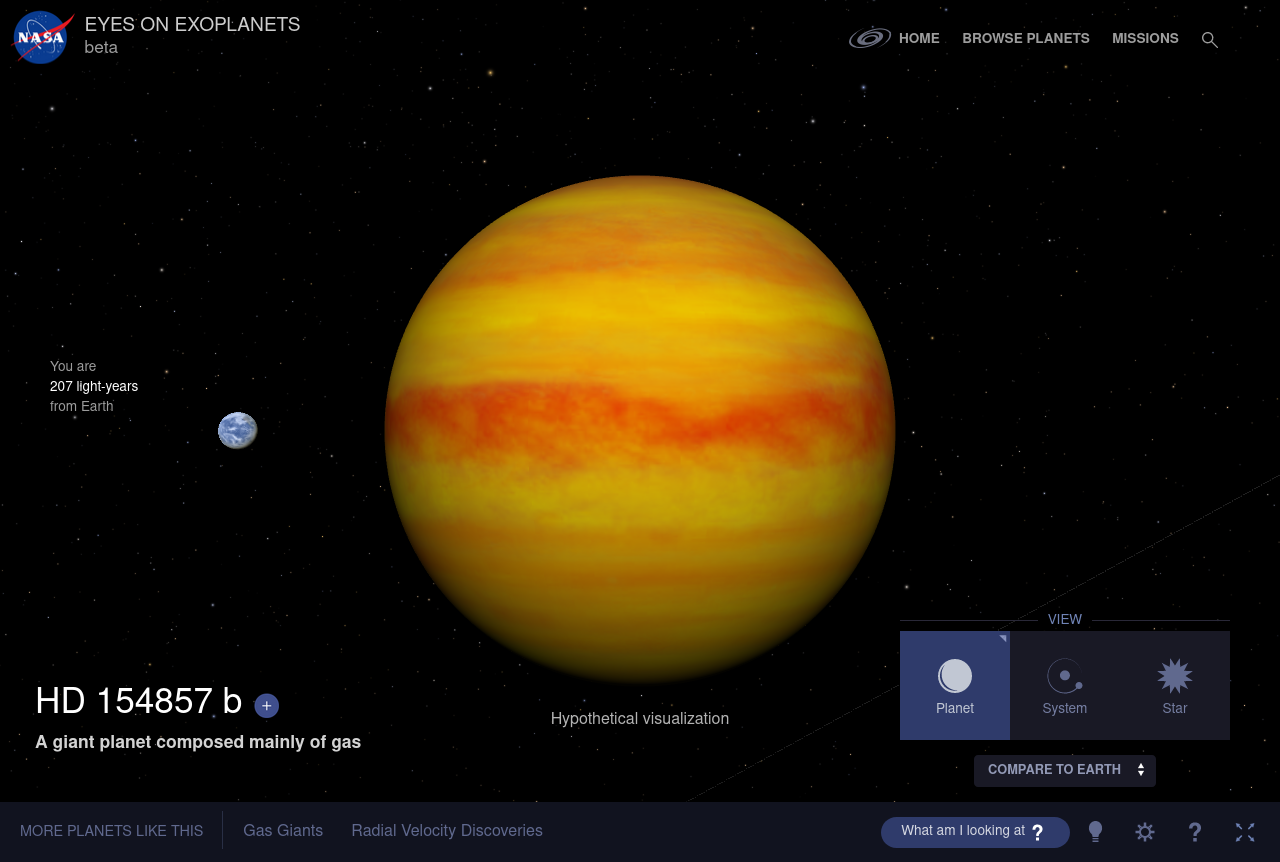 NASA
EYES ON EXOPLANETS
beta
HOME BROWSE PLANETS MISSIONS
You are
207 light-years
from Earth
VIEW
Planet System Star
HD 154857 b +
A giant planet composed mainly of gas
Hypothetical visualization
COMPARE TO EARTH
MORE PLANETS LIKE THIS Gas Giants Radial Velocity Discoveries
What am I looking at ? ?